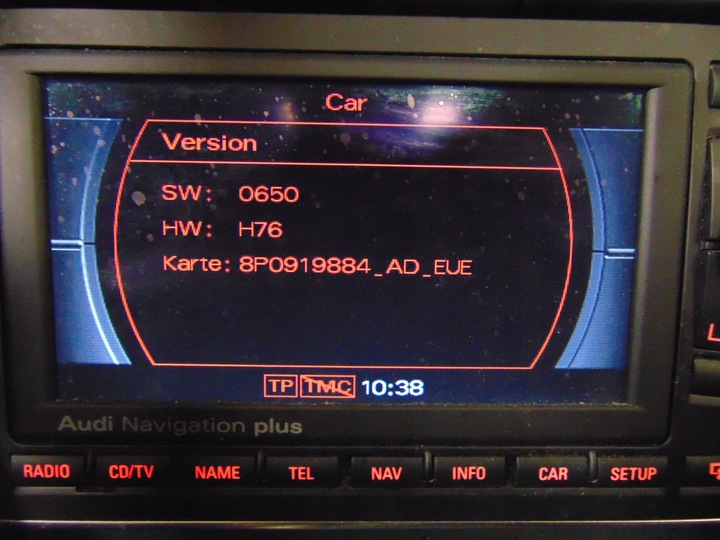 Car
Version
SW: 0650
HW: H76
Karte: 8P0919884_AD_EUE
TP TMC 10:38
Audi Navigation plus
RADIO CD/TV NAME TEL NAV INFO CAR SETUP